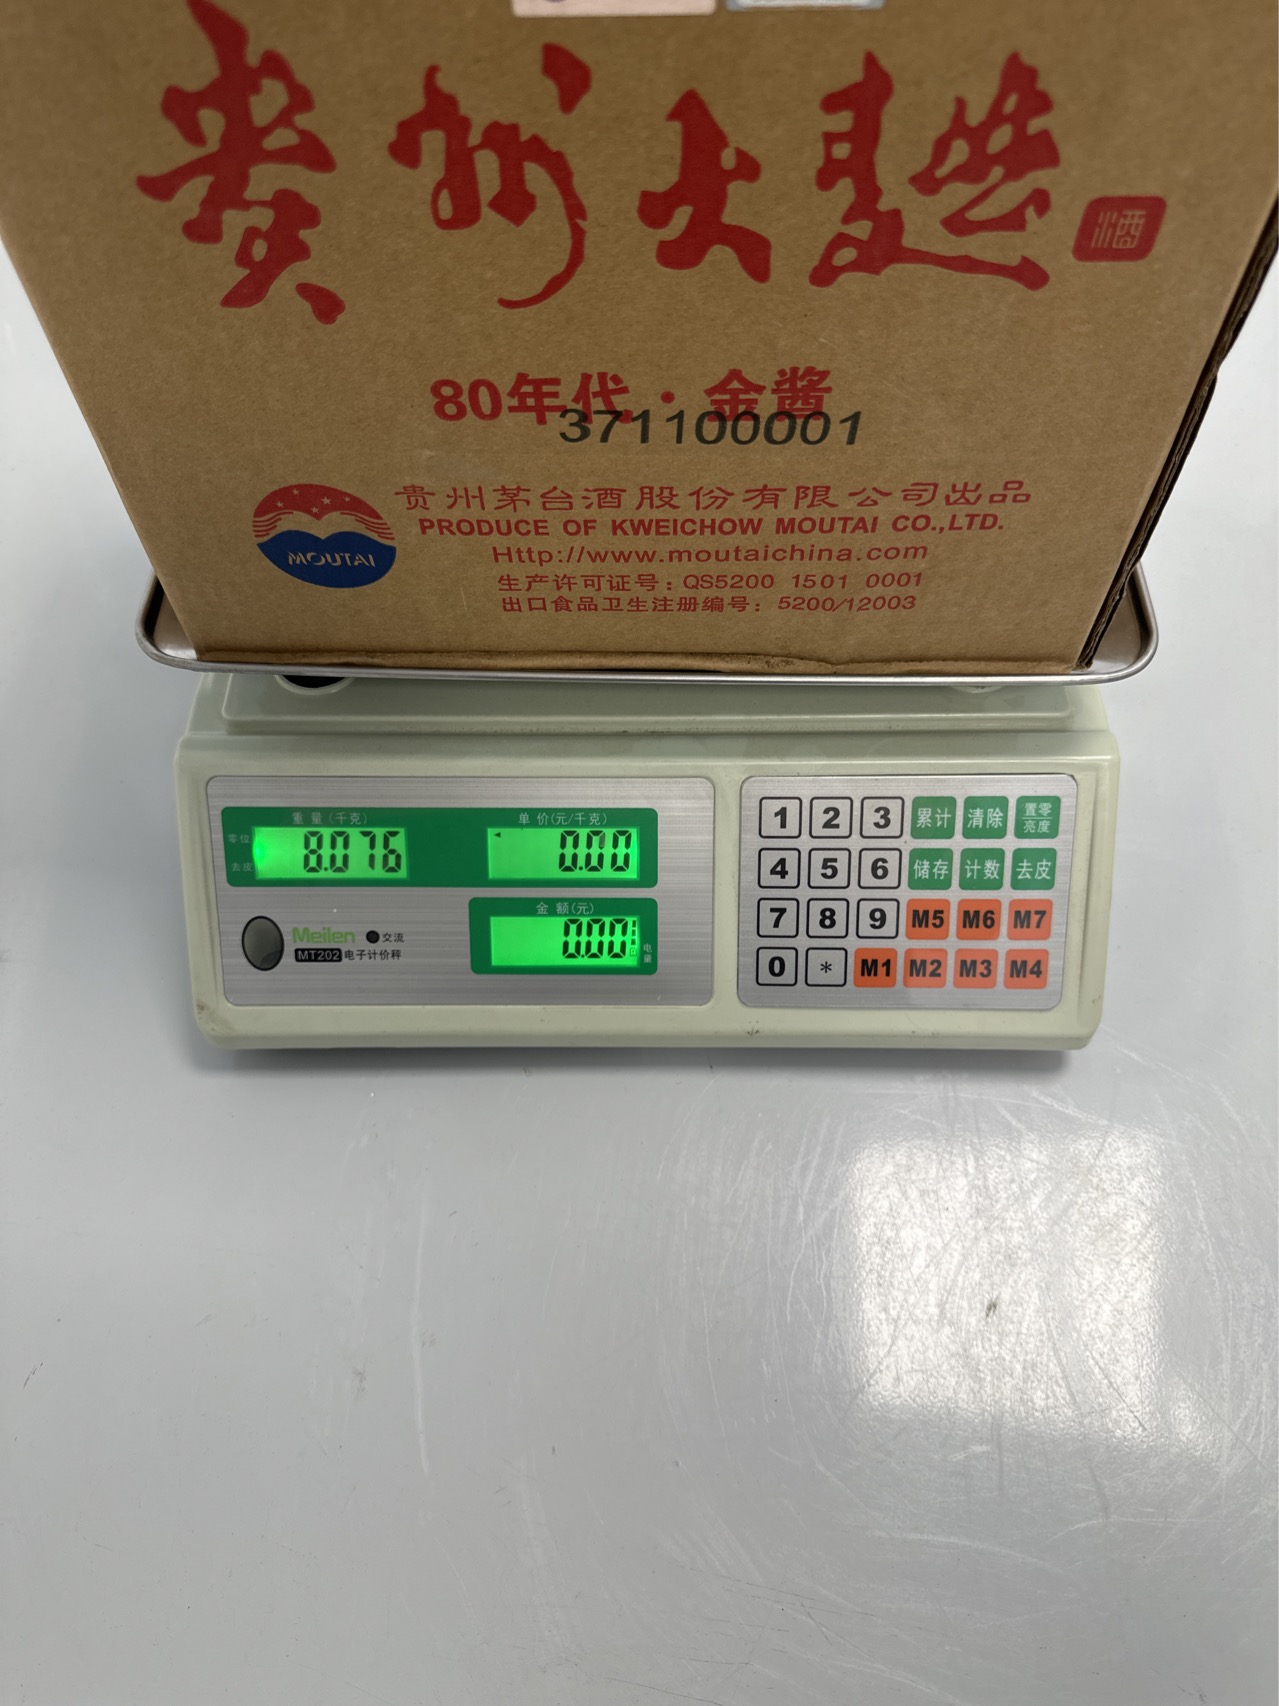 貴州大麯
酒
80年代·金酱
371100001
贵州茅台酒股份有限公司出品
PRODUCE OF KWEICHOW MOUTAI CO.,LTD.
Http://www.moutaichina.com
生产许可证号：QS5200 1501 0001
出口食品卫生注册编号：5200/12003
MOUTAI
重量(千克)
单价(元/千克)
零位
去皮
8.076
0.00
金额(元)
0.00
电量
Meilen
交流
MT202 电子计价秤
1 2 3 累计 清除 置零亮度
4 5 6 储存 计数 去皮
7 8 9 M5 M6 M7
0 * M1 M2 M3 M4